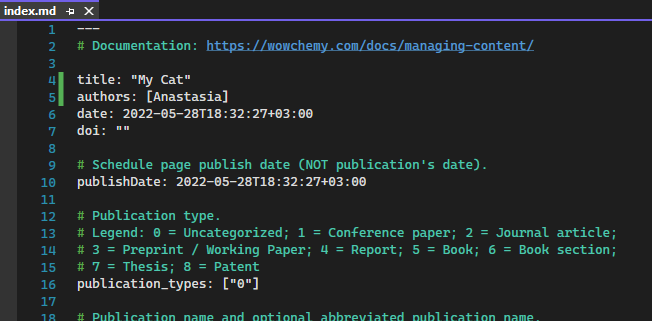 index.md
1 ---
2 # Documentation: https://wowchemy.com/docs/managing-content/
3
4 title: "My Cat"
5 authors: [Anastasia]
6 date: 2022-05-28T18:32:27+03:00
7 doi: ""
8
9 # Schedule page publish date (NOT publication's date).
10 publishDate: 2022-05-28T18:32:27+03:00
11
12 # Publication type.
13 # Legend: 0 = Uncategorized; 1 = Conference paper; 2 = Journal article;
14 # 3 = Preprint / Working Paper; 4 = Report; 5 = Book; 6 = Book section;
15 # 7 = Thesis; 8 = Patent
16 publication_types: ["0"]
17
18 # Publication name and optional abbreviated publication name.